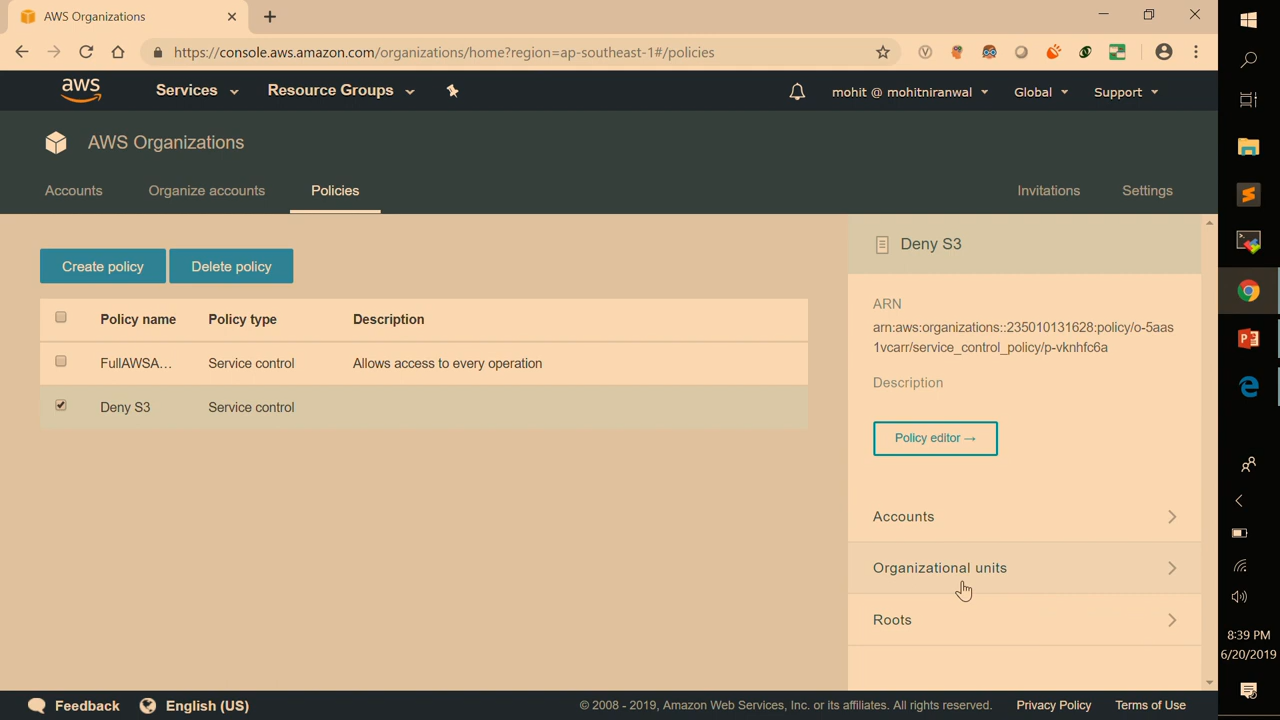 AWS Organizations
https://console.aws.amazon.com/organizations/home?region=ap-southeast-1#/policies
aws
Services
Resource Groups
mohit @ mohitniranwal
Global
Support
AWS Organizations
Accounts
Organize accounts
Policies
Invitations
Settings
Create policy
Delete policy
Deny S3
Policy name
Policy type
Description
FullAWSA...
Service control
Allows access to every operation
Deny S3
Service control
ARN
arn:aws:organizations::235010131628:policy/o-5aas
1vcarr/service_control_policy/p-vknhfc6a
Description
Policy editor →
Accounts
Organizational units
Roots
8:39 PM
6/20/2019
Feedback
English (US)
© 2008 - 2019, Amazon Web Services, Inc. or its affiliates. All rights reserved.
Privacy Policy
Terms of Use